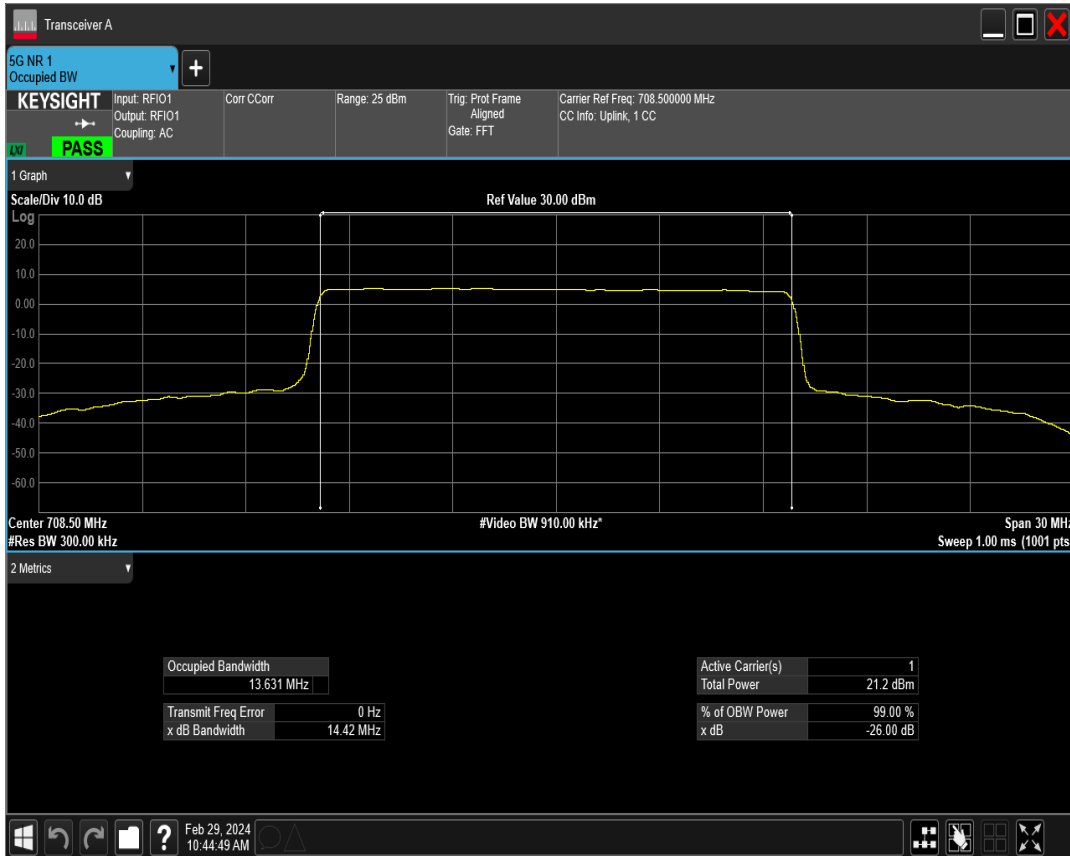 Transceiver A
5G NR 1
Occupied BW
+
KEYSIGHT
LXI
PASS
Input: RFIO1
Output: RFIO1
Coupling: AC
Corr CCorr
Range: 25 dBm
Trig: Prot Frame
Aligned
Gate: FFT
Carrier Ref Freq: 708.500000 MHz
CC Info: Uplink, 1 CC
1 Graph
Scale/Div 10.0 dB
Ref Value 30.00 dBm
Log
20.0
10.0
0.00
-10.0
-20.0
-30.0
-40.0
-50.0
-60.0
Center 708.50 MHz
#Video BW 910.00 kHz*
Span 30 MHz
#Res BW 300.00 kHz
Sweep 1.00 ms (1001 pts
2 Metrics
Occupied Bandwidth
13.631 MHz
Transmit Freq Error 0 Hz
x dB Bandwidth 14.42 MHz
Active Carrier(s) 1
Total Power 21.2 dBm
% of OBW Power 99.00 %
x dB -26.00 dB
?
Feb 29, 2024
10:44:49 AM